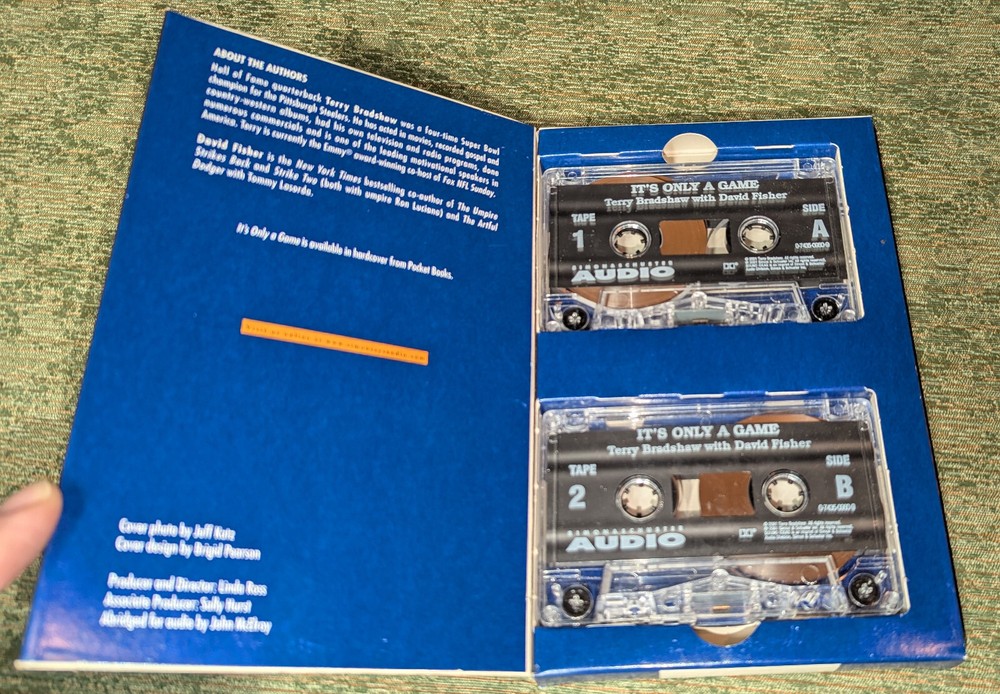 ABOUT THE AUTHORS
Hall of Fame quarterback Terry Bradshaw was a four-time Super Bowl
champion for the Pittsburgh Steelers. He has acted in movies, recorded gospel and
country-western albums, had his own television and radio programs, done
numerous commercials and is one of the leading motivational speakers in
America. Terry is currently the Emmy® award-winning co-host of Fox NFL Sunday.
David Fisher is the New York Times bestselling co-author of The Umpire
Strikes Back and Strike Two (both with umpire Ron Luciano) and The Artful
Dodger with Tommy Lasorda.
It's Only a Game is available in hardcover from Pocket Books.
Cover photo by Jeff Katz
Cover design by Brigid Pearson
Producer and Director: Linda Ross
Associate Producer: Sally Hurst
Abridged for audio by John McElroy
IT'S ONLY A GAME
Terry Bradshaw with David Fisher
TAPE
1
SIDE
A
SIMON & SCHUSTER
AUDIO
IT'S ONLY A GAME
Terry Bradshaw with David Fisher
TAPE
2
SIDE
B
SIMON & SCHUSTER
AUDIO